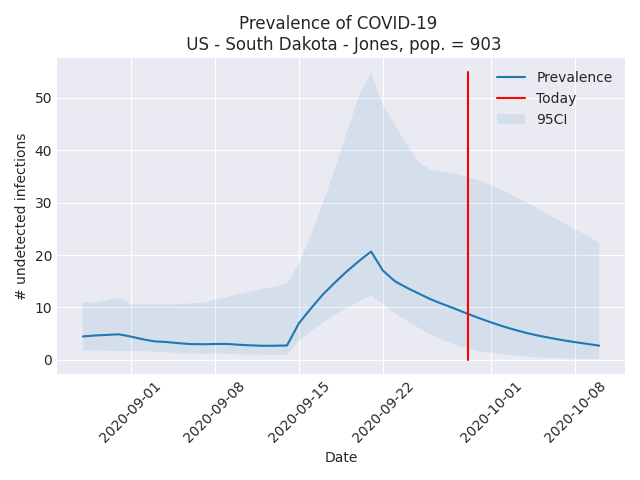 Prevalence of COVID-19
US - South Dakota - Jones, pop. = 903
Prevalence
Today
95CI
# undetected infections
50
40
30
20
10
0
2020-09-01
2020-09-08
2020-09-15
2020-09-22
2020-10-01
2020-10-08
Date